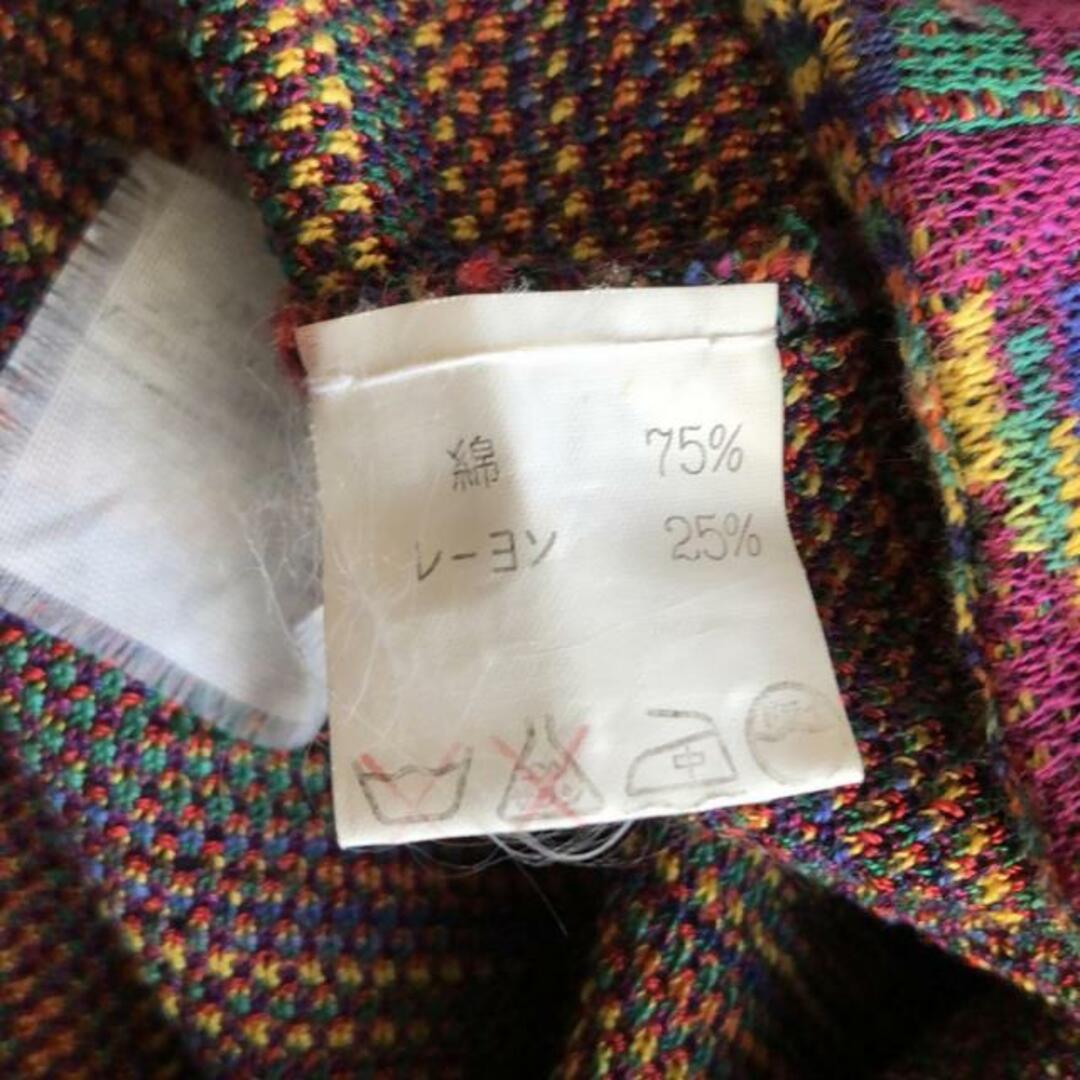 綿 75%
レーヨン 25%
中